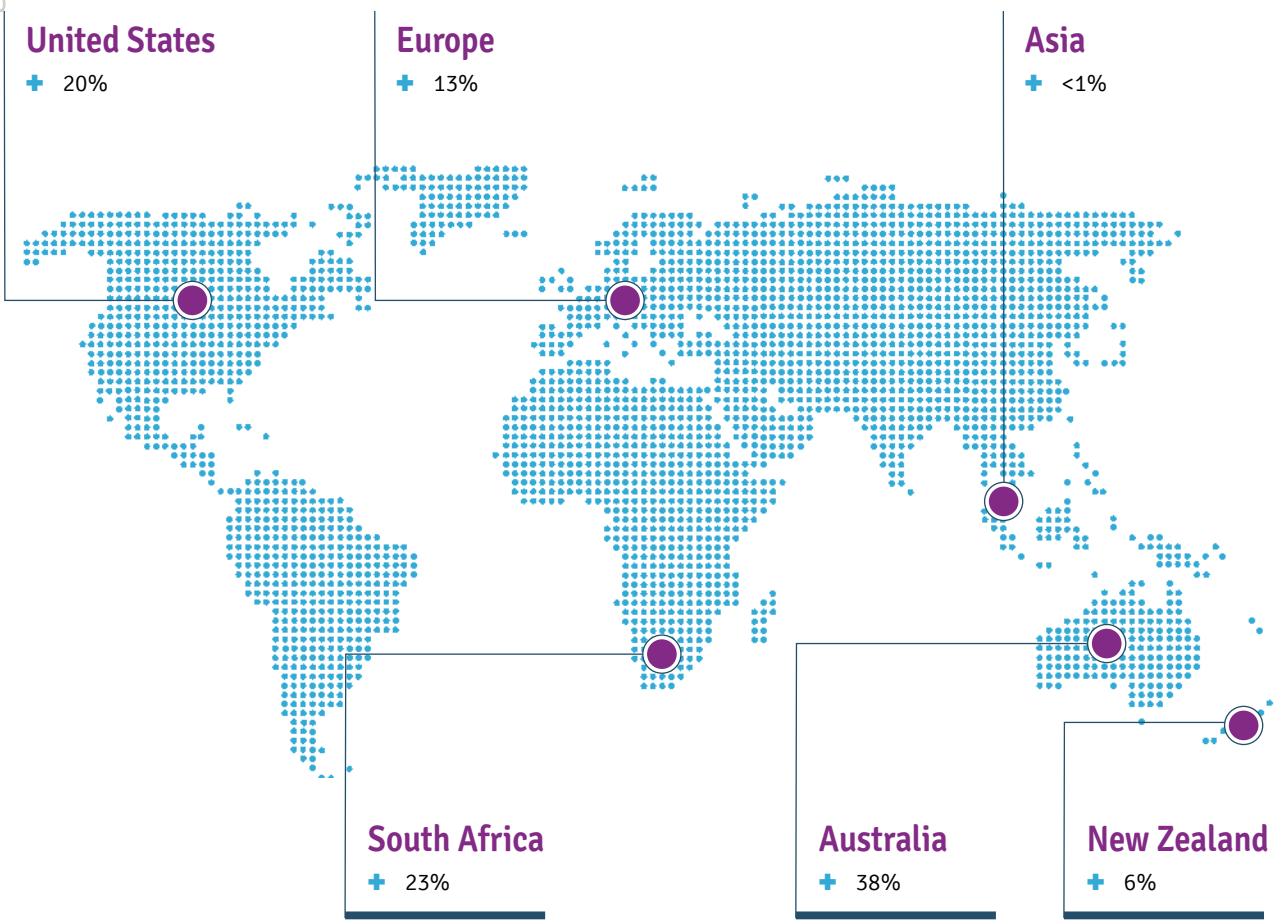 United States
20%
Europe
13%
Asia
<1%
South Africa
23%
Australia
38%
New Zealand
6%